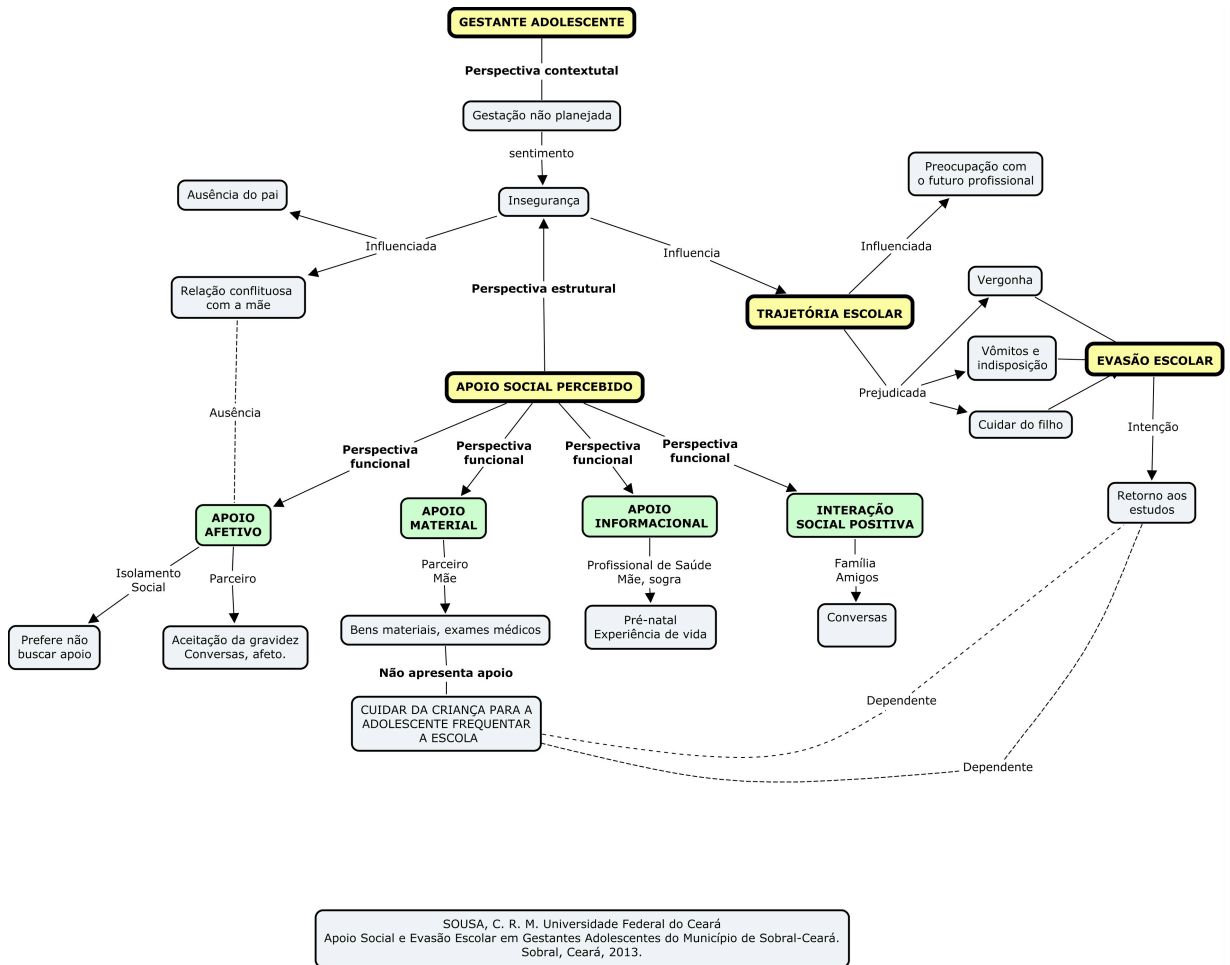 GESTANTE ADOLESCENTE
Perspectiva contextutal
Gestação não planejada
sentimento
Insegurança
Ausência do pai
Influenciada
Relação conflituosa
com a mãe
Ausência
Influencia
Preocupação com
o futuro profissional
Influenciada
TRAJETÓRIA ESCOLAR
Prejudicada
Vergonha
Vômitos e
indisposição
Cuidar do filho
EVASÃO ESCOLAR
Intenção
Retorno aos
estudos
Perspectiva estrutural
APOIO SOCIAL PERCEBIDO
Perspectiva
funcional
Perspectiva
funcional
Perspectiva
funcional
Perspectiva
funcional
APOIO
AFETIVO
APOIO
MATERIAL
APOIO
INFORMACIONAL
INTERAÇÃO
SOCIAL POSITIVA
Isolamento
Social
Parceiro
Parceiro
Mãe
Profissional de Saúde
Mãe, sogra
Família
Amigos
Prefere não
buscar apoio
Aceitação da gravidez
Conversas, afeto.
Bens materiais, exames médicos
Pré-natal
Experiência de vida
Conversas
Não apresenta apoio
CUIDAR DA CRIANÇA PARA A
ADOLESCENTE FREQUENTAR
A ESCOLA
Dependente
Dependente
SOUSA, C. R. M. Universidade Federal do Ceará
Apoio Social e Evasão Escolar em Gestantes Adolescentes do Município de Sobral-Ceará.
Sobral, Ceará, 2013.